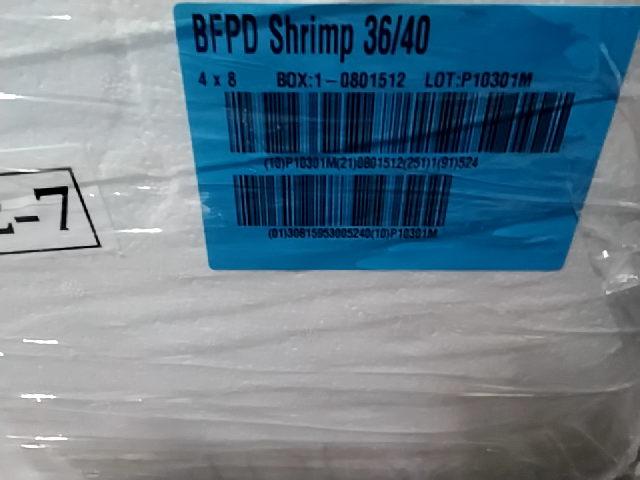 BFPD Shrimp 36/40
4 x 8 BOX:1-0801512 LOT:P10301M
(10)P10301M(21)0801512(251)1(91)524
(01)30815953005240(10)P10301M
-7